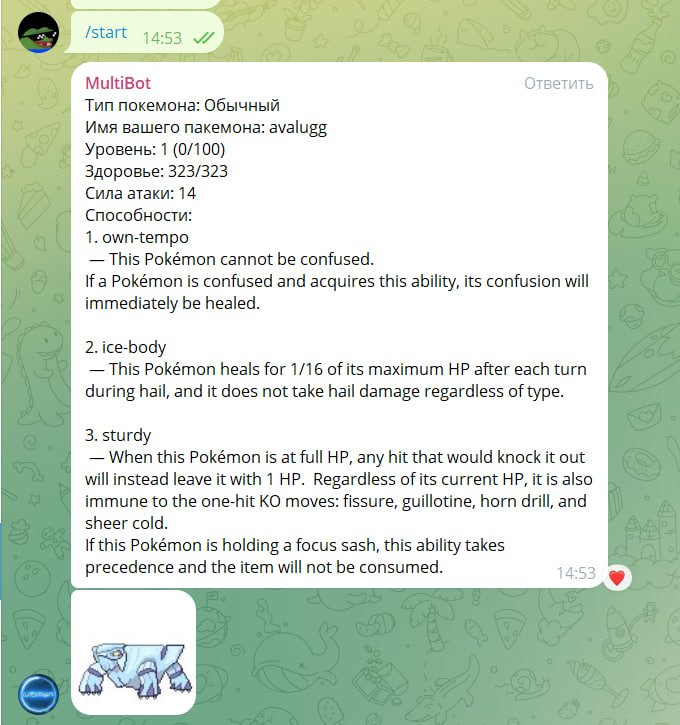 /start 14:53
MultiBot Ответить
Тип покемона: Обычный
Имя вашего пакемона: avalugg
Уровень: 1 (0/100)
Здоровье: 323/323
Сила атаки: 14
Способности:
1. own-tempo
— This Pokémon cannot be confused.
If a Pokémon is confused and acquires this ability, its confusion will
immediately be healed.
2. ice-body
— This Pokémon heals for 1/16 of its maximum HP after each turn
during hail, and it does not take hail damage regardless of type.
3. sturdy
— When this Pokémon is at full HP, any hit that would knock it out
will instead leave it with 1 HP.  Regardless of its current HP, it is also
immune to the one-hit KO moves: fissure, guillotine, horn drill, and
sheer cold.
If this Pokémon is holding a focus sash, this ability takes
precedence and the item will not be consumed.
14:53